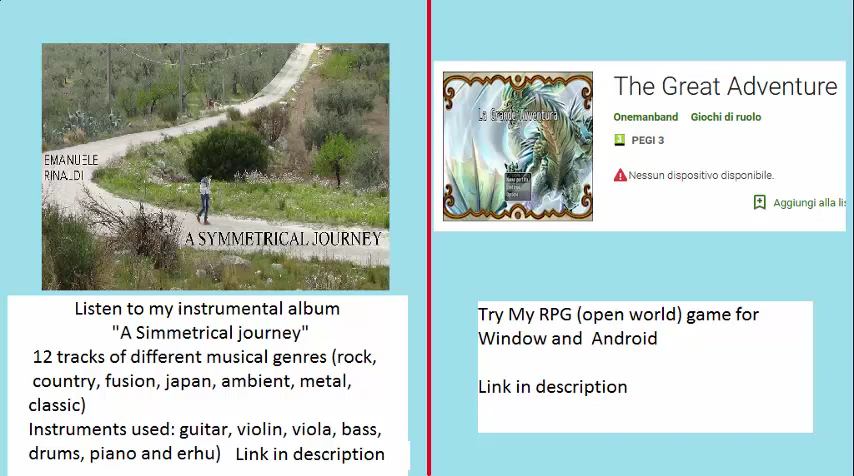 EMANUELE
RINALDI
A SYMMETRICAL JOURNEY
Listen to my instrumental album
"A Simmetrical journey"
12 tracks of different musical genres (rock,
country, fusion, japan, ambient, metal,
classic)
Instruments used: guitar, violin, viola, bass,
drums, piano and erhu) Link in description
The Great Adventure
La Grande Avventura
Onemanband Giochi di ruolo
3 PEGI 3
Nessun dispositivo disponibile.
Aggiungi alla lis
Try My RPG (open world) game for
Window and Android
Link in description